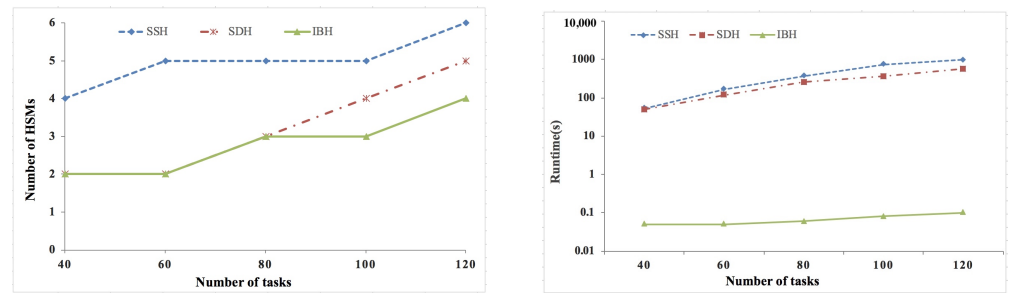 6
5
4
3
2
1
0
Number of HSMs
SSH SDH IBH
40 60 80 100 120
Number of tasks
10,000
1000
100
10
1
0.1
0.01
Runtime(s)
SSH SDH IBH
40 60 80 100 120
Number of tasks